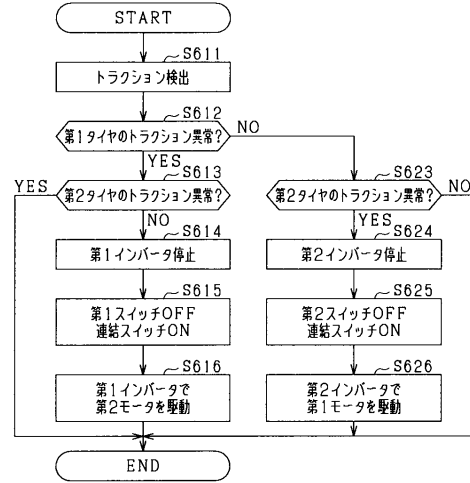 START
S611
トラクション検出
S612
第1タイヤのトラクション異常?
NO
YES
S613
YES
第2タイヤのトラクション異常?
NO
S614
第1インバータ停止
S615
第1スイッチOFF
連結スイッチON
S616
第1インバータで
第2モータを駆動
S623
第2タイヤのトラクション異常?
NO
YES
S624
第2インバータ停止
S625
第2スイッチOFF
連結スイッチON
S626
第2インバータで
第1モータを駆動
END